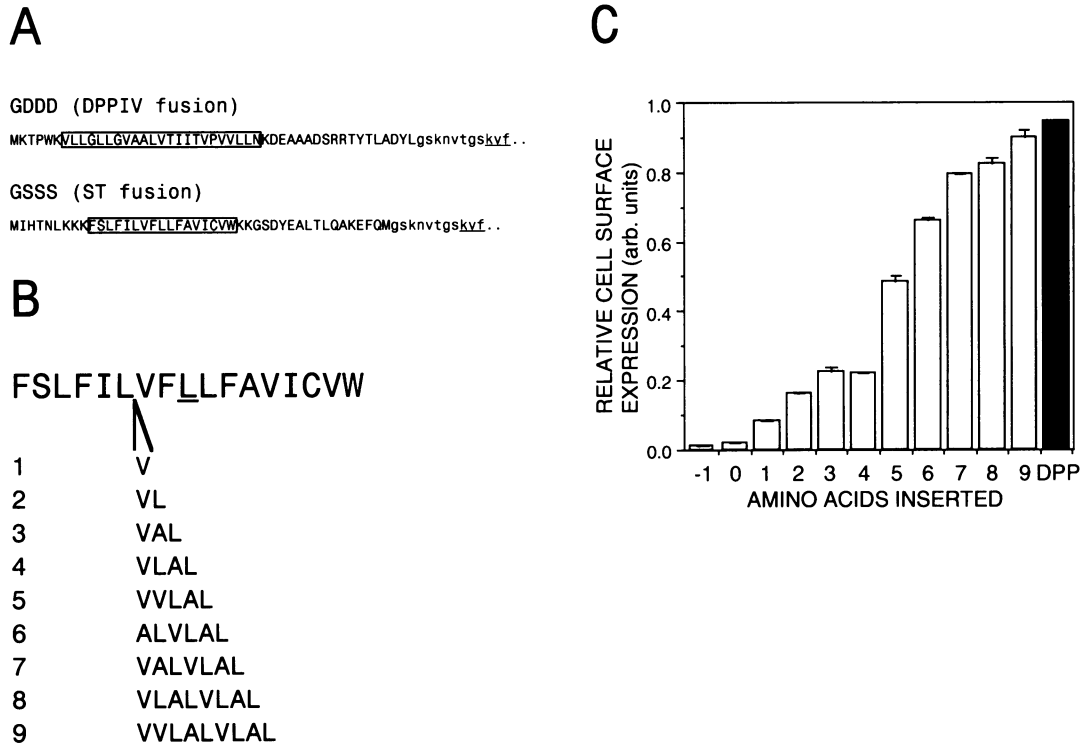 A
GDDD (DPPIV fusion)
MKTPWKVLLGLLGVAALVTIITVPVVLLNKDEAAADSRRTYTLADYLgsknvtgskvf..
GSSS (ST fusion)
MIHTNLKKKFSLFILVFLLFAVICVWKKGSDYEALTLQAKEFQMgsknvtgskvf..
B
FSLFILVFLLFAVICVW
1 V
2 VL
3 VAL
4 VLAL
5 VVLAL
6 ALVLAL
7 VALVLAL
8 VLALVLAL
9 VVLALVLAL
C
RELATIVE CELL SURFACE
EXPRESSION (arb. units)
1.0
0.8
0.6
0.4
0.2
0.0
-1 0 1 2 3 4 5 6 7 8 9 DPP
AMINO ACIDS INSERTED